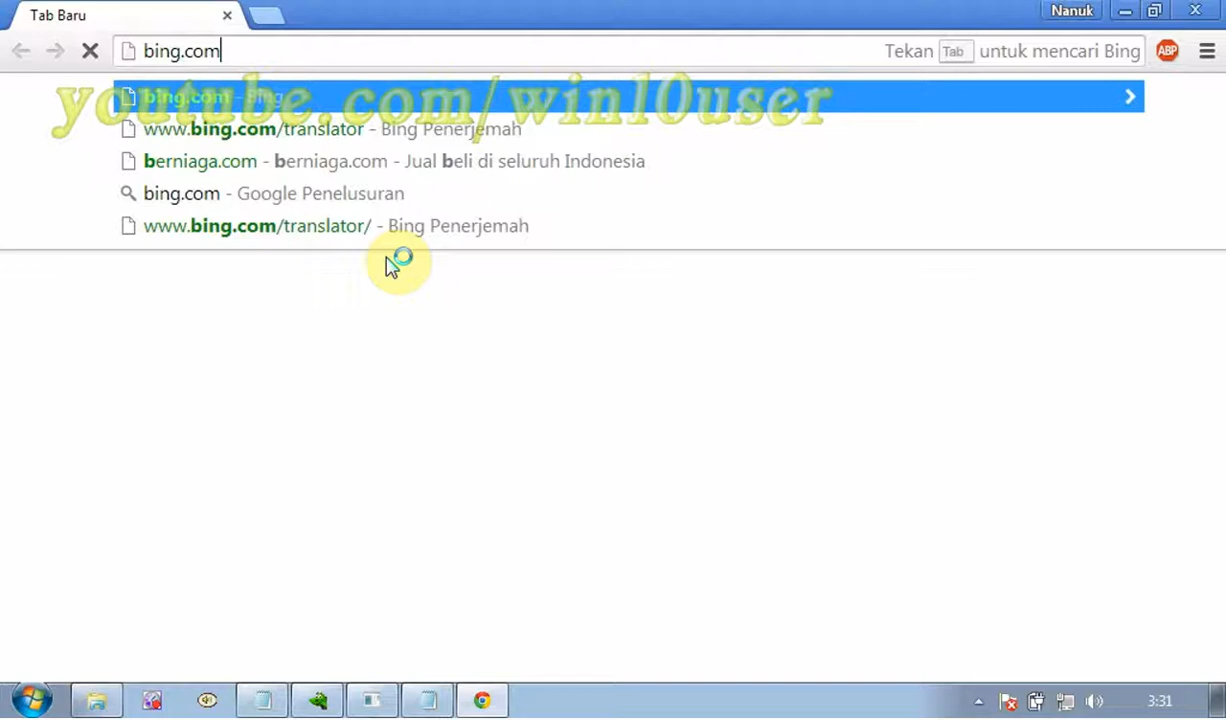 Tab Baru
Nanuk
bing.com
Tekan Tab untuk mencari Bing
ABP
bing.com - Bing
youtube.com/win10user
www.bing.com/translator - Bing Penerjemah
berniaga.com - berniaga.com - Jual beli di seluruh Indonesia
bing.com - Google Penelusuran
www.bing.com/translator/ - Bing Penerjemah
3:31